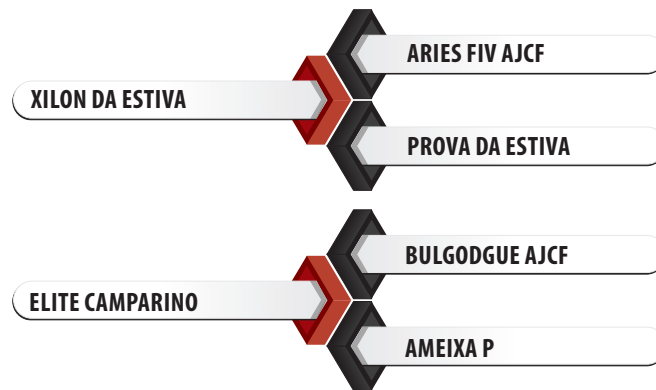 ARIES FIV AJCF
XILON DA ESTIVA
PROVA DA ESTIVA
BULGODGUE AJCF
ELITE CAMPARINO
AMEIXA P